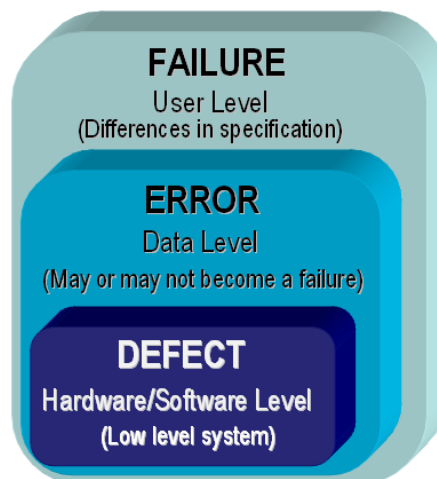 FAILURE
User Level
(Differences in specification)
ERROR
Data Level
(May or may not become a failure)
DEFECT
Hardware/Software Level
(Low level system)